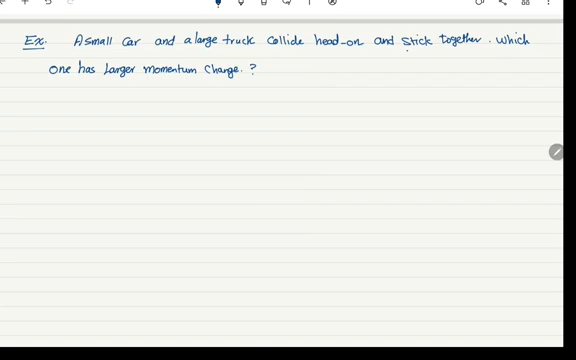 Ex. A small car and a large truck collide head-on and stick together. which
one has larger momentum change. ?